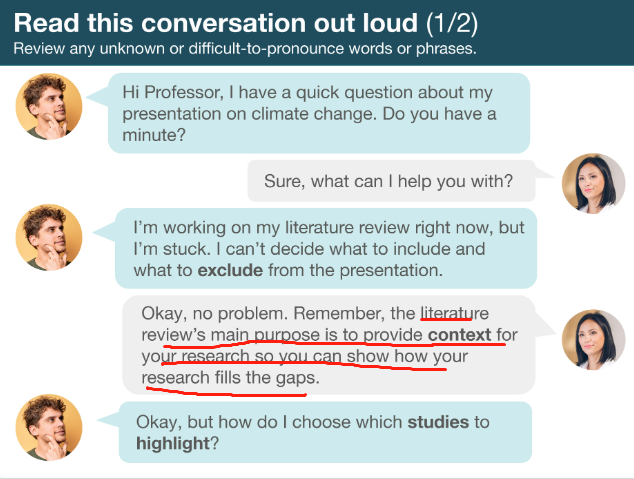 Read this conversation out loud (1/2)
Review any unknown or difficult-to-pronounce words or phrases.
Hi Professor, I have a quick question about my
presentation on climate change. Do you have a
minute?
Sure, what can I help you with?
I'm working on my literature review right now, but
I'm stuck. I can't decide what to include and
what to exclude from the presentation.
Okay, no problem. Remember, the literature
review's main purpose is to provide context for
your research so you can show how your
research fills the gaps.
Okay, but how do I choose which studies to
highlight?